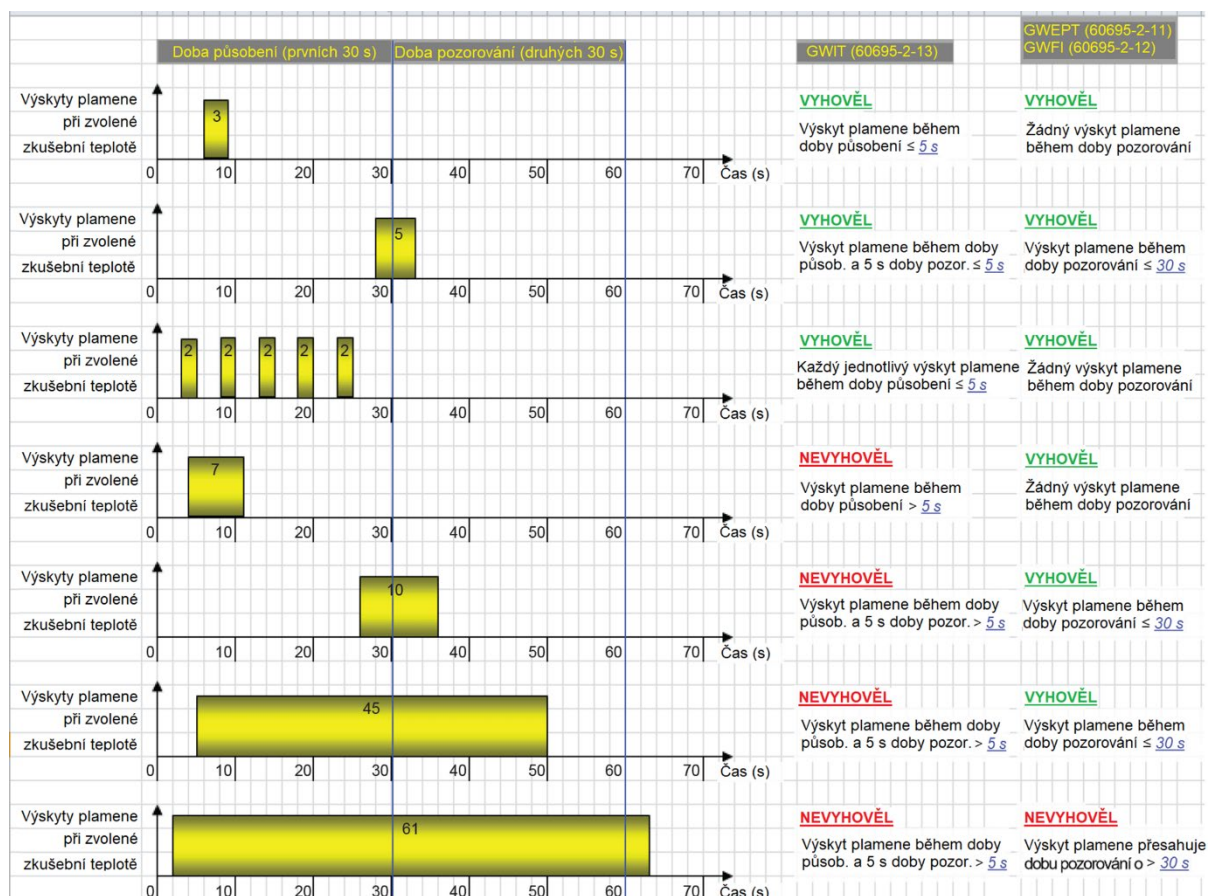 Doba působení (prvních 30 s)
Doba pozorování (druhých 30 s)
GWIT (60695-2-13)
GWEPT (60695-2-11)
GWFI (60695-2-12)
Výskyty plamene
při zvolené
zkušební teplotě
3
0 10 20 30 40 50 60 70 Čas (s)
VYHOVĚL
Výskyt plamene během
doby působení ≤ 5 s
VYHOVĚL
Žádný výskyt plamene
během doby pozorování
Výskyty plamene
při zvolené
zkušební teplotě
5
0 10 20 30 40 50 60 70 Čas (s)
VYHOVĚL
Výskyt plamene během doby
působ. a 5 s doby pozor. ≤ 5 s
VYHOVĚL
Výskyt plamene během
doby pozorování ≤ 30 s
Výskyty plamene
při zvolené
zkušební teplotě
2 2 2 2 2
0 10 20 30 40 50 60 70 Čas (s)
VYHOVĚL
Každý jednotlivý výskyt plamene
během doby působení ≤ 5 s
VYHOVĚL
Žádný výskyt plamene
během doby pozorování
Výskyty plamene
při zvolené
zkušební teplotě
7
0 10 20 30 40 50 60 70 Čas (s)
NEVYHOVĚL
Výskyt plamene během
doby působení > 5 s
VYHOVĚL
Žádný výskyt plamene
během doby pozorování
Výskyty plamene
při zvolené
zkušební teplotě
10
0 10 20 30 40 50 60 70 Čas (s)
NEVYHOVĚL
Výskyt plamene během doby
působ. a 5 s doby pozor. > 5 s
VYHOVĚL
Výskyt plamene během
doby pozorování ≤ 30 s
Výskyty plamene
při zvolené
zkušební teplotě
45
0 10 20 30 40 50 60 70 Čas (s)
NEVYHOVĚL
Výskyt plamene během doby
působ. a 5 s doby pozor. > 5 s
VYHOVĚL
Výskyt plamene během
doby pozorování ≤ 30 s
Výskyty plamene
při zvolené
zkušební teplotě
61
0 10 20 30 40 50 60 70 Čas (s)
NEVYHOVĚL
Výskyt plamene během doby
působ. a 5 s doby pozor. > 5 s
NEVYHOVĚL
Výskyt plamene přesahuje
dobu pozorování o > 30 s